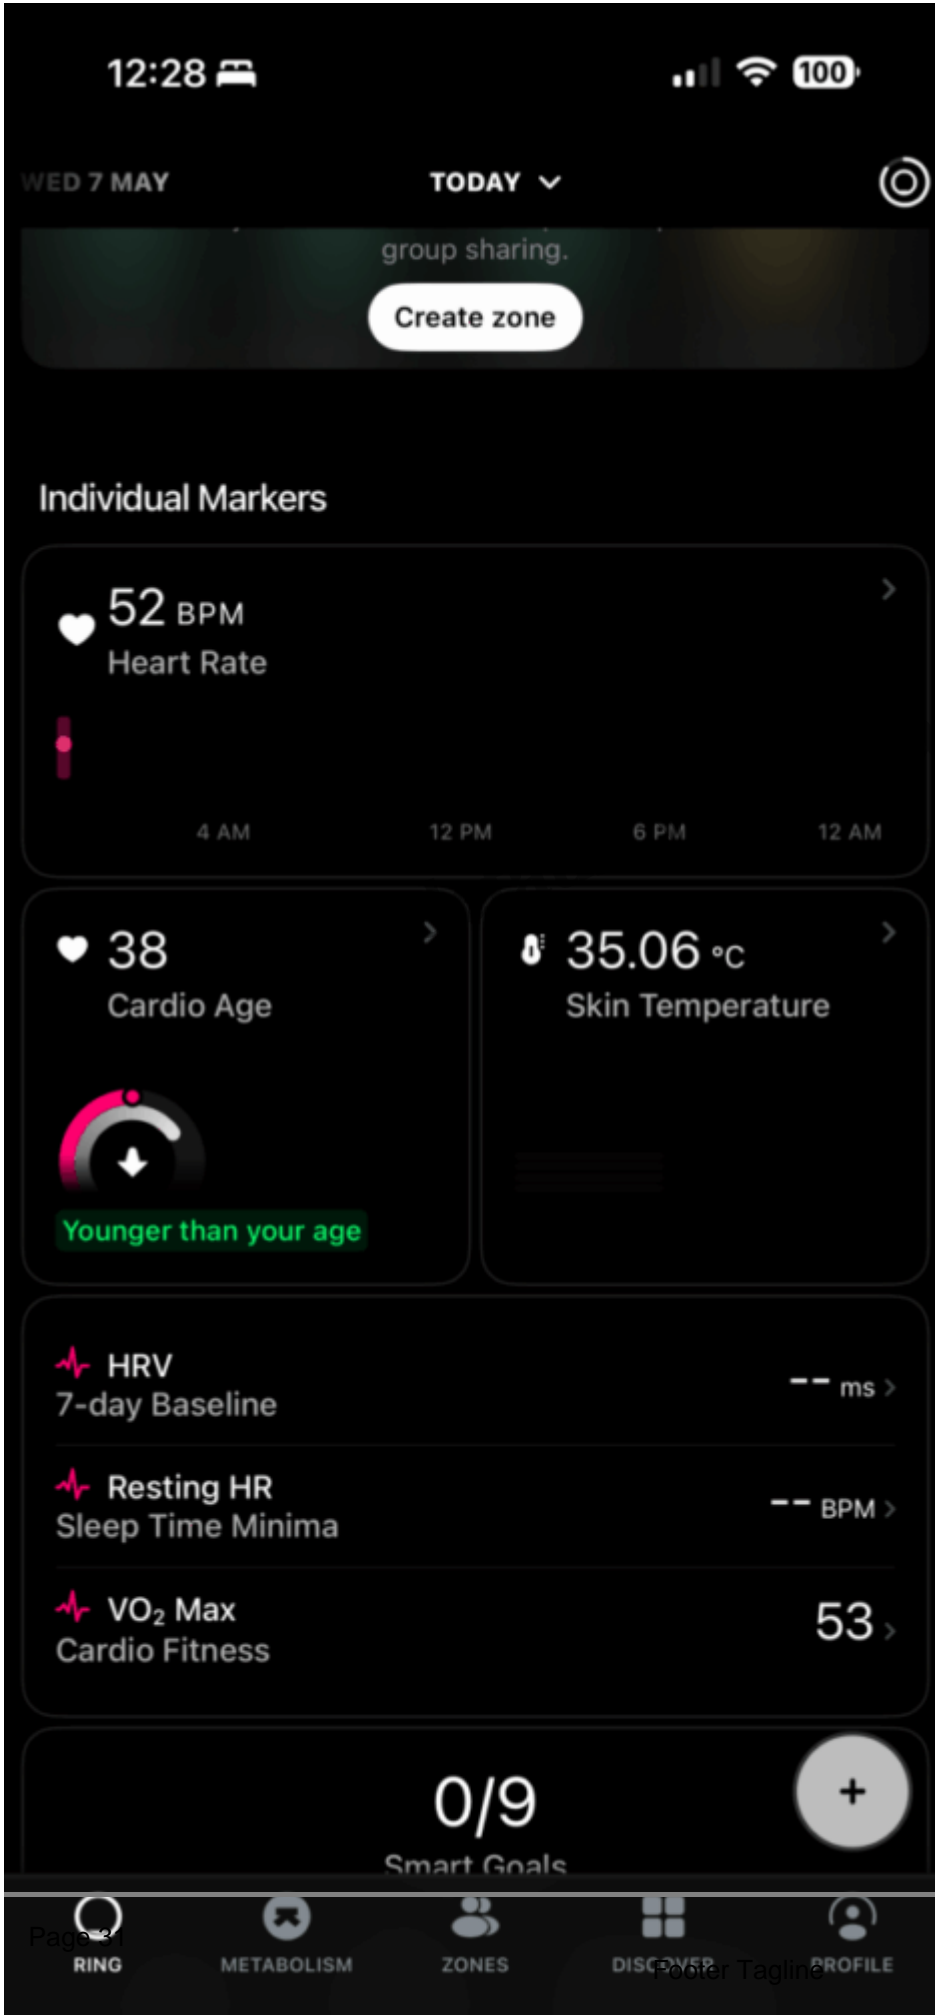 12:28
100
WED 7 MAY
TODAY
group sharing.
Create zone
Individual Markers
52 BPM
Heart Rate
4 AM 12 PM 6 PM 12 AM
38
Cardio Age
Younger than your age
35.06 °C
Skin Temperature
HRV
7-day Baseline
-- ms
Resting HR
Sleep Time Minima
-- BPM
VO₂ Max
Cardio Fitness
53
0/9
+
Smart Goals
Page 31
RING METABOLISM ZONES DISCOVER PROFILE
Footer Tagline